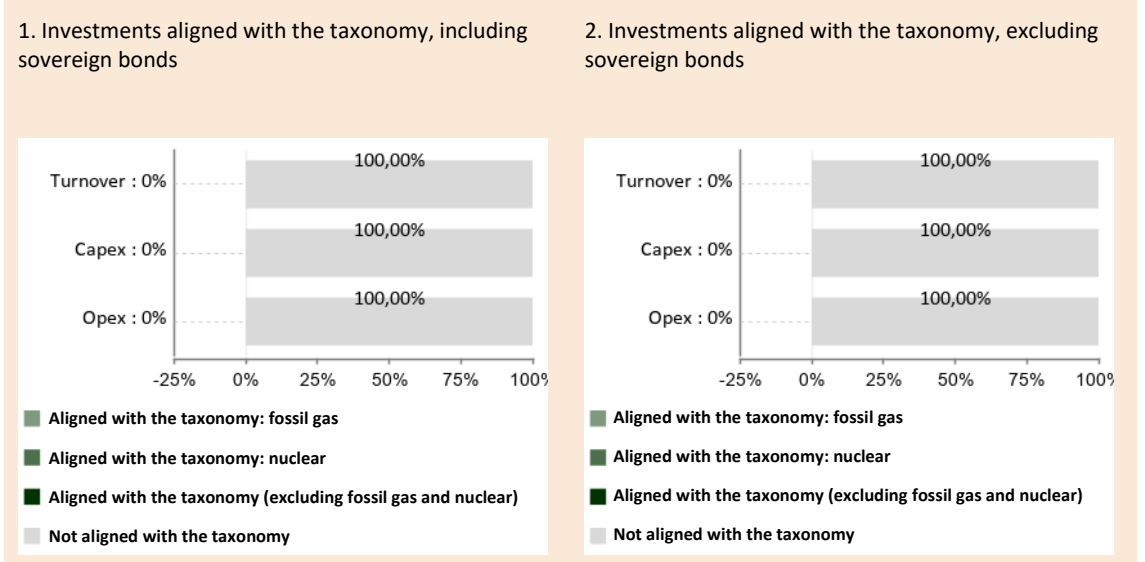 1. Investments aligned with the taxonomy, including
sovereign bonds
100,00%
Turnover : 0%
100,00%
Capex : 0%
100,00%
Opex : 0%
-25% 0% 25% 50% 75% 100%
Aligned with the taxonomy: fossil gas
Aligned with the taxonomy: nuclear
Aligned with the taxonomy (excluding fossil gas and nuclear)
Not aligned with the taxonomy
2. Investments aligned with the taxonomy, excluding
sovereign bonds
100,00%
Turnover : 0%
100,00%
Capex : 0%
100,00%
Opex : 0%
-25% 0% 25% 50% 75% 100%
Aligned with the taxonomy: fossil gas
Aligned with the taxonomy: nuclear
Aligned with the taxonomy (excluding fossil gas and nuclear)
Not aligned with the taxonomy